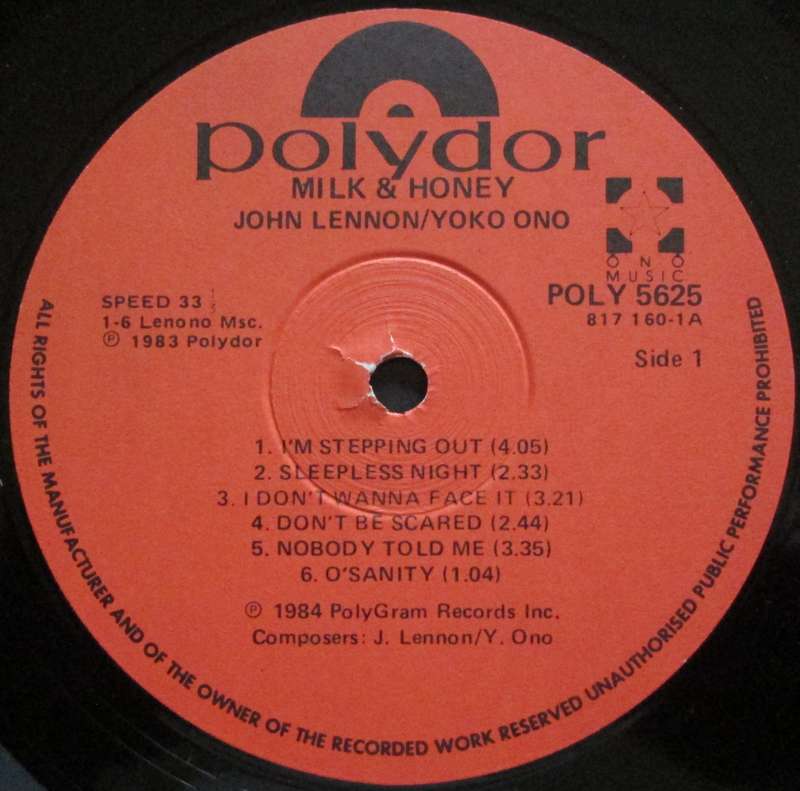 polydor
MILK & HONEY
JOHN LENNON/YOKO ONO
ONO
MUSIC
SPEED 33 1/3
1-6 Lenono Msc.
℗ 1983 Polydor
POLY 5625
817 160-1A
Side 1
1. I'M STEPPING OUT (4.05)
2. SLEEPLESS NIGHT (2.33)
3. I DON'T WANNA FACE IT (3.21)
4. DON'T BE SCARED (2.44)
5. NOBODY TOLD ME (3.35)
6. O'SANITY (1.04)
℗ 1984 PolyGram Records Inc.
Composers: J. Lennon/Y. Ono
ALL RIGHTS OF THE MANUFACTURER AND OF THE OWNER OF THE RECORDED WORK RESERVED UNAUTHORISED PUBLIC PERFORMANCE PROHIBITED